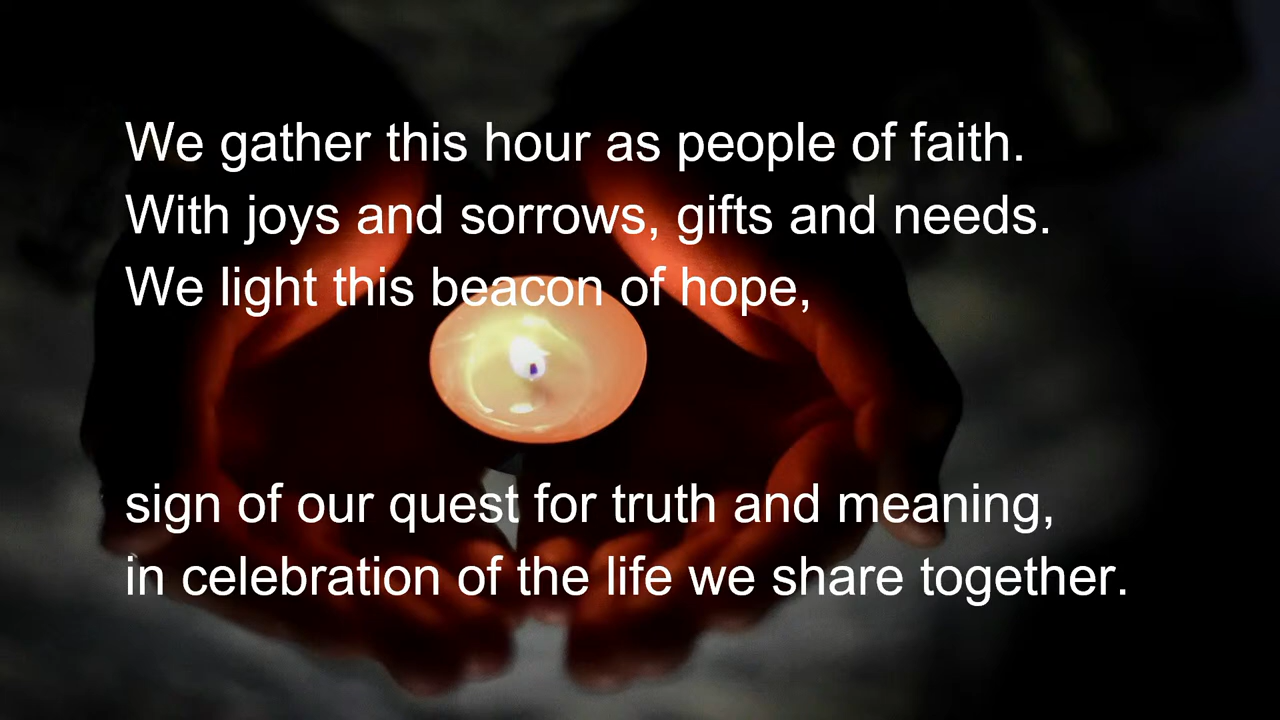 We gather this hour as people of faith.
With joys and sorrows, gifts and needs.
We light this beacon of hope,
sign of our quest for truth and meaning,
in celebration of the life we share together.